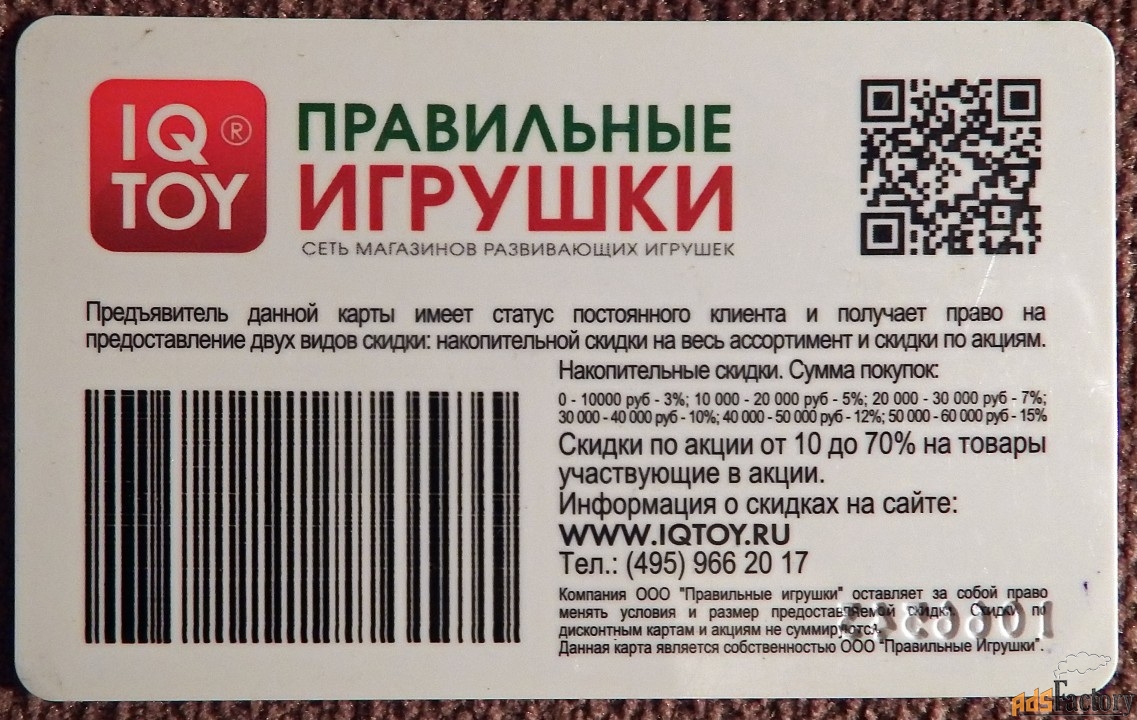 IQ ®
TOY
ПРАВИЛЬНЫЕ
ИГРУШКИ
СЕТЬ МАГАЗИНОВ РАЗВИВАЮЩИХ ИГРУШЕК
Предъявитель данной карты имеет статус постоянного клиента и получает право на
предоставление двух видов скидки: накопительной скидки на весь ассортимент и скидки по акциям.
Накопительные скидки. Сумма покупок:
0 - 10000 руб - 3%; 10 000 - 20 000 руб - 5%; 20 000 - 30 000 руб - 7%;
30 000 - 40 000 руб - 10%; 40 000 - 50 000 руб - 12%; 50 000 - 60 000 руб - 15%
Скидки по акции от 10 до 70% на товары
участвующие в акции.
Информация о скидках на сайте:
WWW.IQTOY.RU
Тел.: (495) 966 20 17
Компания ООО "Правильные игрушки" оставляет за собой право
менять условия и размер предоставляемой скидки. Скидки по
дисконтным картам и акциям не суммируются.
Данная карта является собственностью ООО "Правильные Игрушки".
AdsFactory